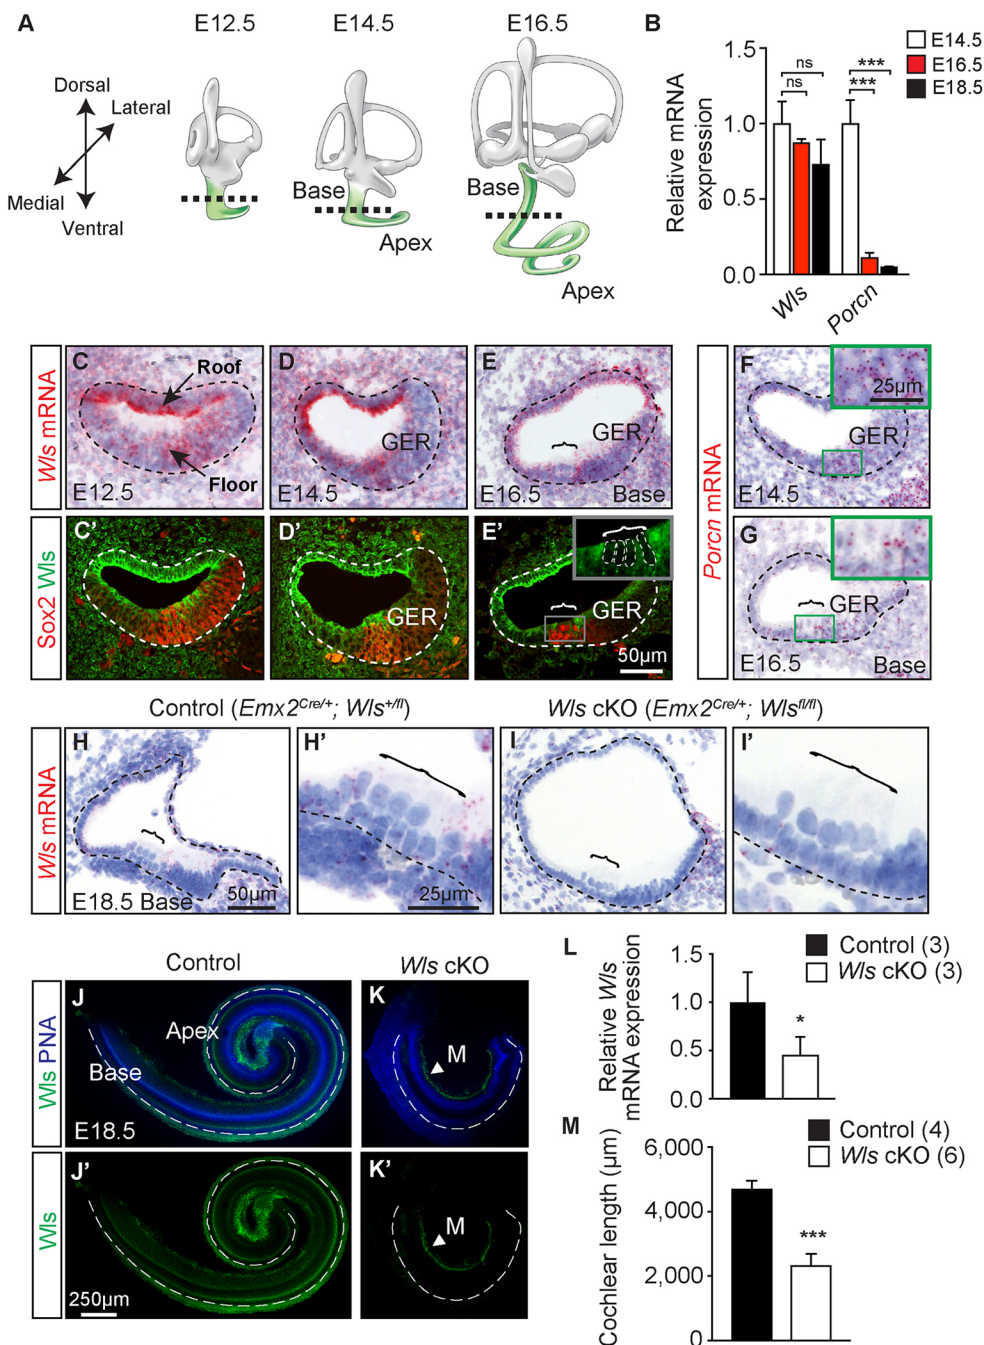 A
E12.5
E14.5
E16.5
Dorsal
Lateral
Medial
Ventral
Base
Apex
Base
Apex
B
Relative mRNA
expression
1.5
1.0
0.5
0.0
ns
ns
***
***
E14.5
E16.5
E18.5
Wls
Porcn
Wls mRNA
C
Roof
Floor
E12.5
D
GER
E14.5
E
GER
E16.5
Base
Porcn mRNA
F
25µm
GER
E14.5
G
GER
E16.5
Base
Sox2 Wls
C'
D'
GER
E'
GER
50µm
Control (Emx2Cre/+; Wls+/fl)
Wls cKO (Emx2Cre/+; Wlsfl/fl)
Wls mRNA
H
E18.5 Base
50µm
H'
25µm
I
I'
Control
Wls cKO
Wls PNA
J
Apex
Base
E18.5
K
M
Wls
J'
250µm
K'
M
L
Relative Wls
mRNA expression
1.5
1.0
0.5
0.0
*
Control (3)
Wls cKO (3)
M
Cochlear length (µm)
6,000
4,000
2,000
0
***
Control (4)
Wls cKO (6)